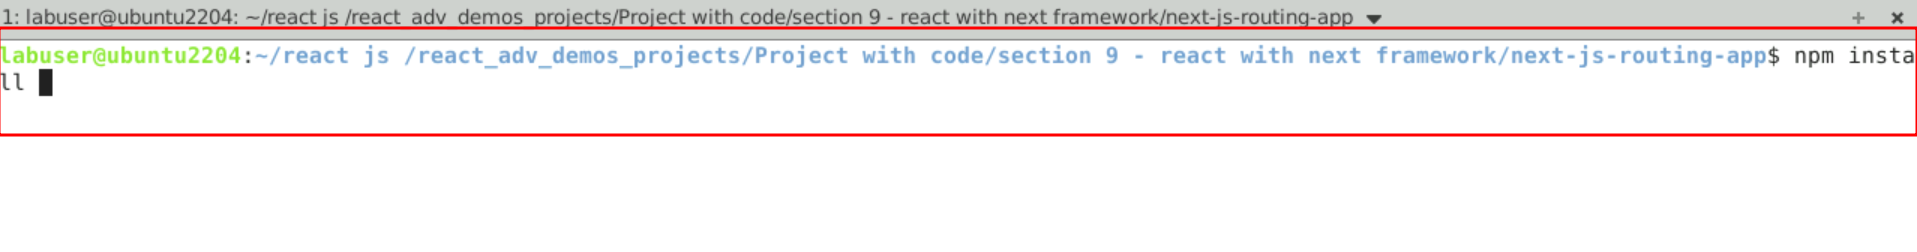 1: labuser@ubuntu2204: ~/react js /react_adv_demos_projects/Project with code/section 9 - react with next framework/next-js-routing-app
labuser@ubuntu2204:~/react js /react_adv_demos_projects/Project with code/section 9 - react with next framework/next-js-routing-app$ npm insta
ll